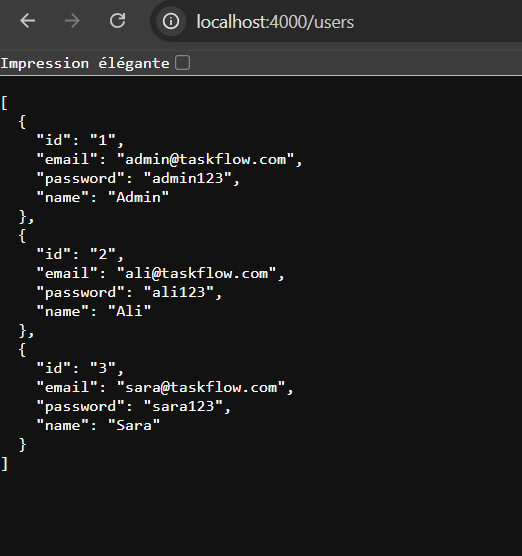 localhost:4000/users
Impression élégante
[
  {
    "id": "1",
    "email": "admin@taskflow.com",
    "password": "admin123",
    "name": "Admin"
  },
  {
    "id": "2",
    "email": "ali@taskflow.com",
    "password": "ali123",
    "name": "Ali"
  },
  {
    "id": "3",
    "email": "sara@taskflow.com",
    "password": "sara123",
    "name": "Sara"
  }
]